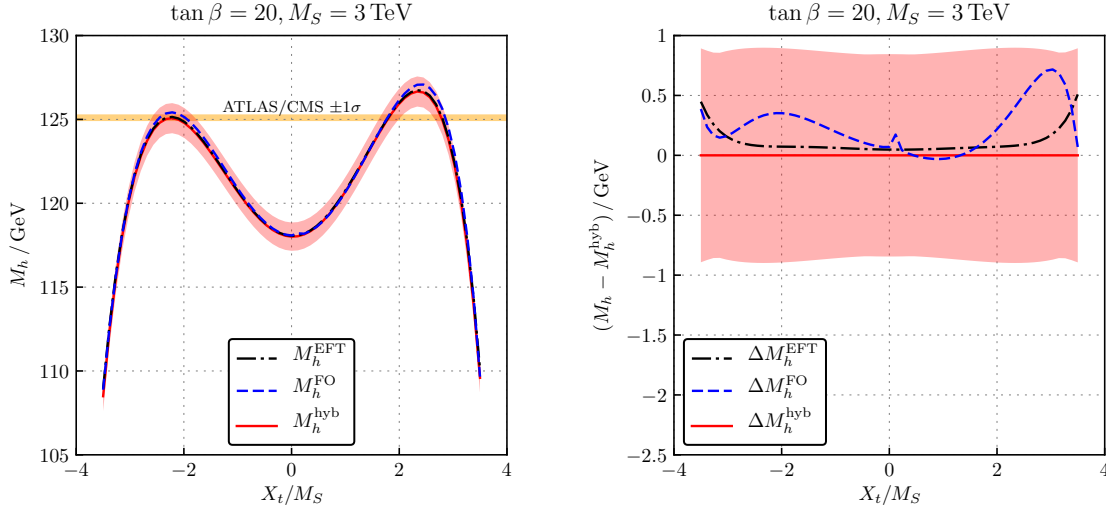 tan β = 20, M_S = 3 TeV
M_h / GeV
130
125
120
115
110
105
ATLAS/CMS ±1σ
M_h^EFT
M_h^FO
M_h^hyb
−4
−2
0
2
4
X_t/M_S
tan β = 20, M_S = 3 TeV
(M_h − M_h^hyb) / GeV
1
0.5
0
−0.5
−1
−1.5
−2
−2.5
ΔM_h^EFT
ΔM_h^FO
ΔM_h^hyb
−4
−2
0
2
4
X_t/M_S